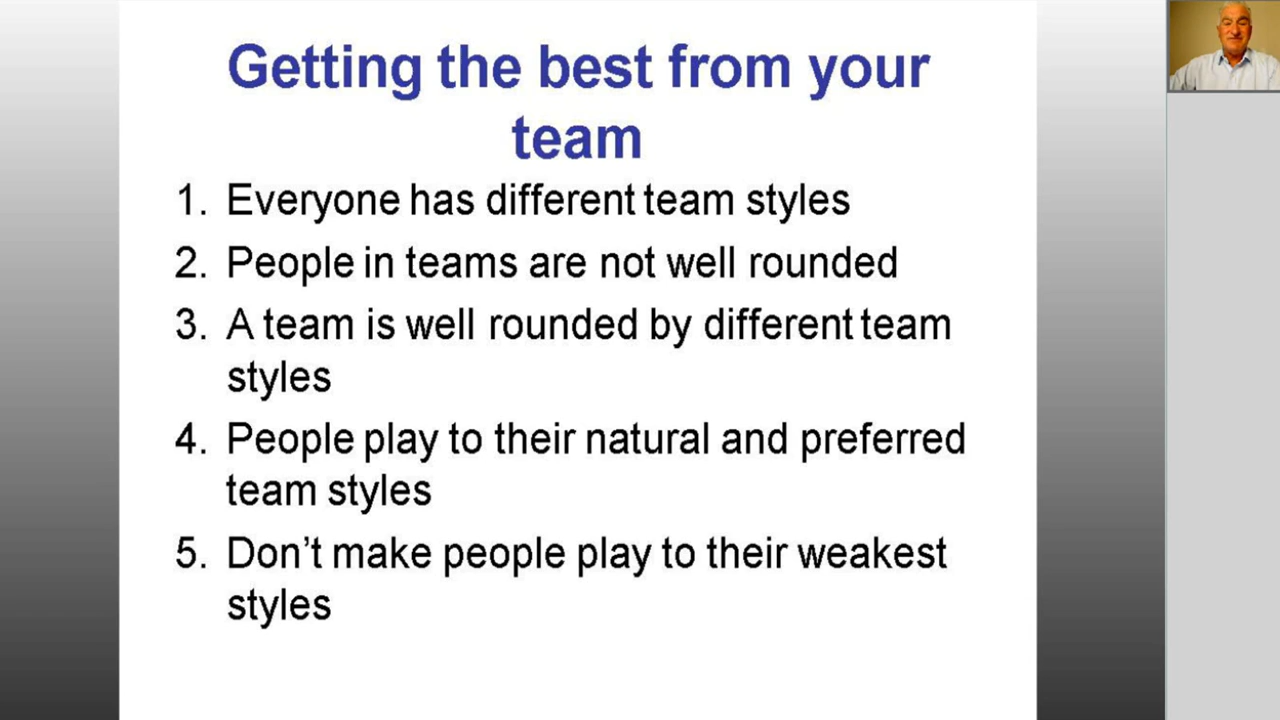 Getting the best from your
team
1. Everyone has different team styles
2. People in teams are not well rounded
3. A team is well rounded by different team
styles
4. People play to their natural and preferred
team styles
5. Don't make people play to their weakest
styles